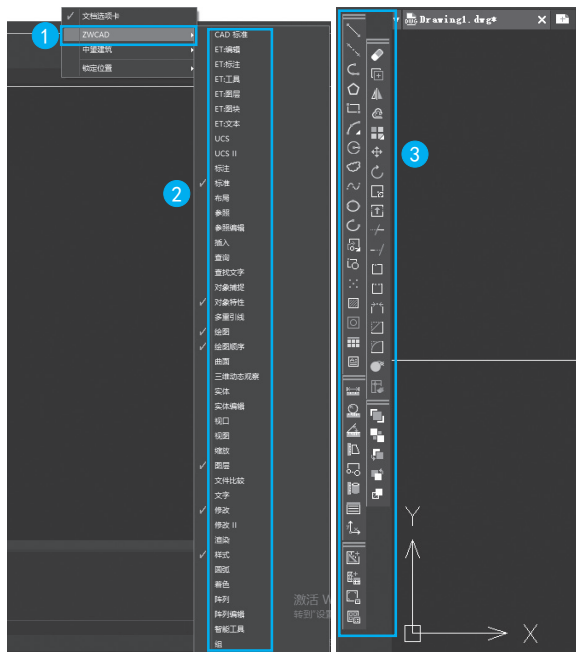 文档选项卡
1
ZWCAD
中望建筑
锁定位置
2
CAD 标准
ET:编辑
ET:标注
ET:工具
ET:图层
ET:图块
ET:文本
UCS
UCS II
标注
标准
布局
参照
参照编辑
插入
查询
查找文字
对象捕捉
对象特性
多重引线
绘图
绘图顺序
曲面
三维动态观察
实体
实体编辑
视口
视图
缩放
图层
文件比较
文字
修改
修改 II
渲染
样式
圆弧
着色
阵列
阵列编辑
智能工具
组
激活 W
转到"设置
Drawing1.dwg*
3
Y
X